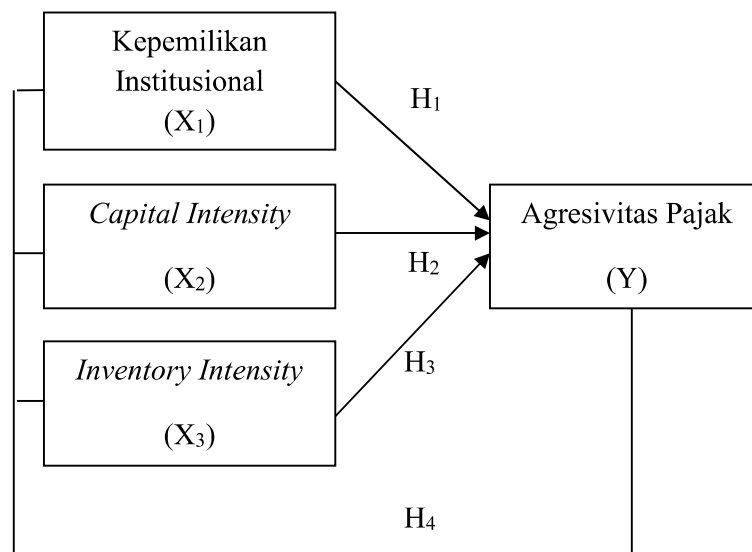 Kepemilikan
Institusional
(X₁)
H₁
Capital Intensity
(X₂)
H₂
Agresivitas Pajak
(Y)
Inventory Intensity
(X₃)
H₃
H₄